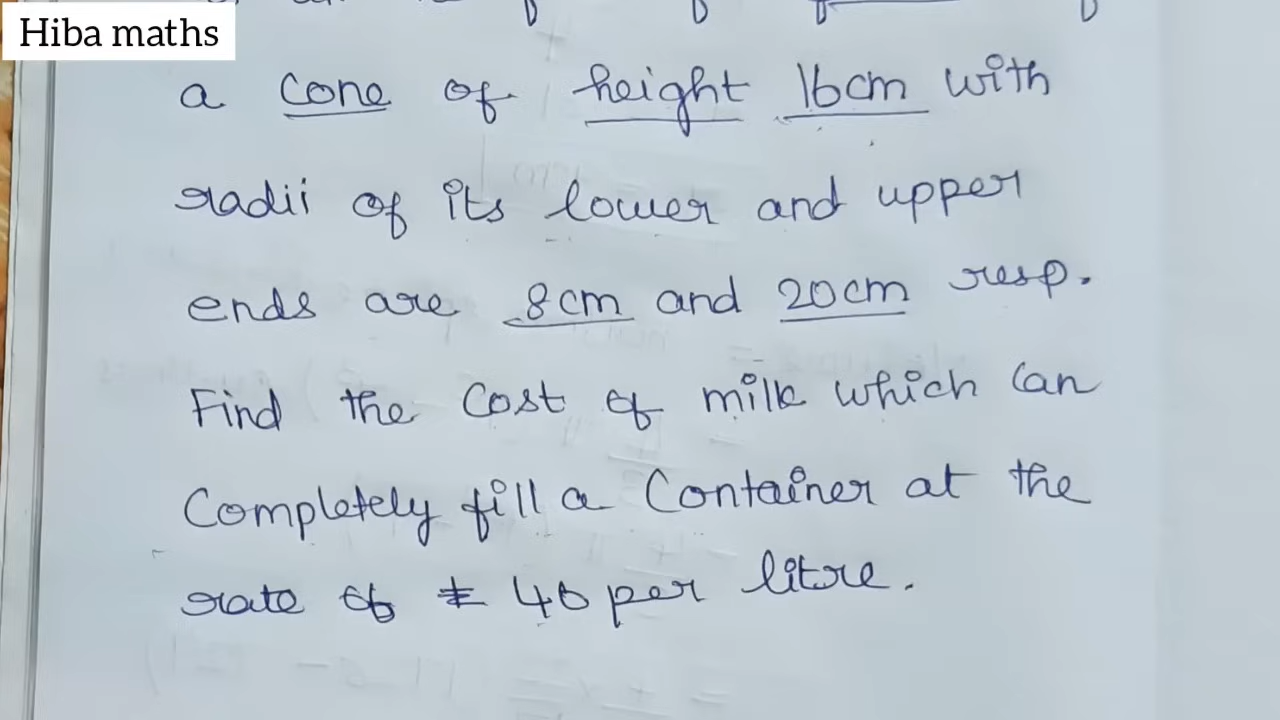 Hiba maths
a cone of height 16cm with
radii of its lower and upper
ends are 8cm and 20cm resp.
Find the cost of milk which can
Completely fill a Container at the
rate of ₹ 40 per litre.